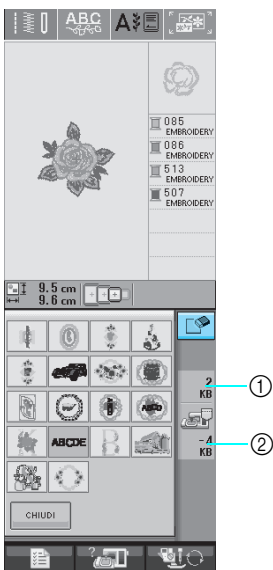 ABC
A
085
EMBROIDERY
086
EMBROIDERY
513
EMBROIDERY
507
EMBROIDERY
9.5 cm
9.6 cm
2
KB
①
- 4
KB
②
ABCD
ABCDE
R
CHIUDI
?